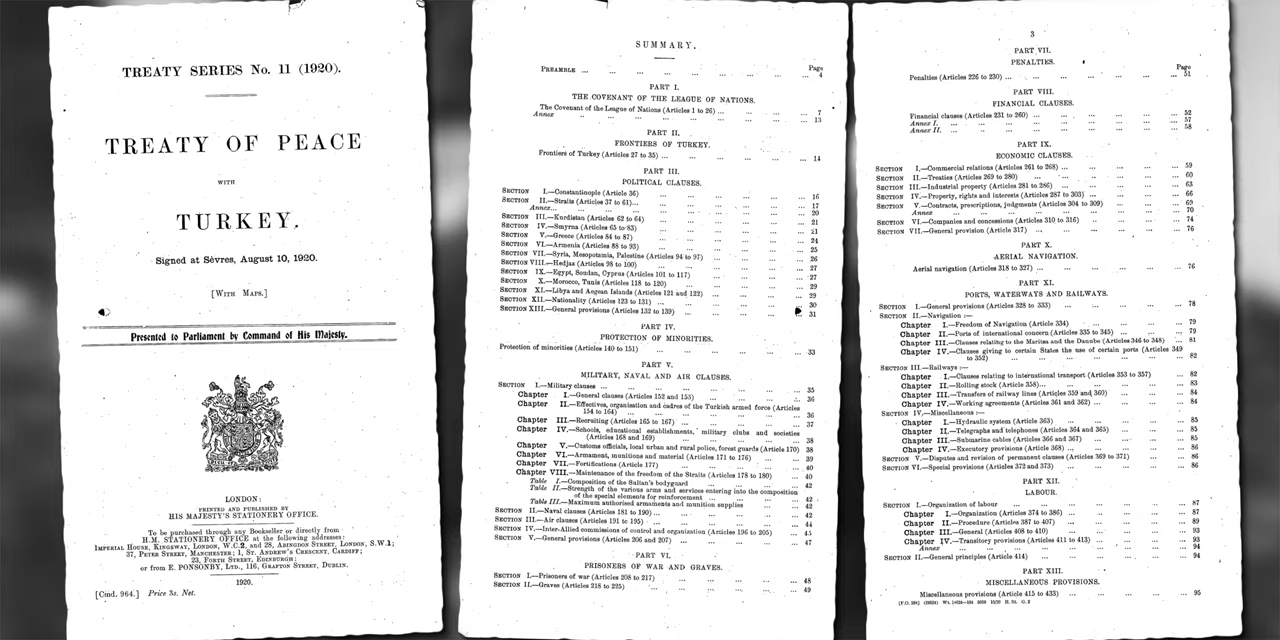 TREATY SERIES No. 11 (1920).
TREATY OF PEACE
WITH
TURKEY.
Signed at Sèvres, August 10, 1920.
[WITH MAPS.]
Presented to Parliament by Command of His Majesty.
LONDON:
PRINTED AND PUBLISHED BY
HIS MAJESTY'S STATIONERY OFFICE.
To be purchased through any Bookseller or directly from
H.M. STATIONERY OFFICE at the following addresses:
IMPERIAL HOUSE, KINGSWAY, LONDON, W.C.2, and 28, ABINGDON STREET, LONDON, S.W.1;
37, PETER STREET, MANCHESTER; 1, ST. ANDREW'S CRESCENT, CARDIFF;
23, FORTH STREET, EDINBURGH;
or from E. PONSONBY, LTD., 116, GRAFTON STREET, DUBLIN.
1920.
[Cmd. 964.] Price 3s. Net.
SUMMARY.
Page
PREAMBLE ... 4
PART I.
THE COVENANT OF THE LEAGUE OF NATIONS.
The Covenant of the League of Nations (Articles 1 to 26) ... 7
Annex ... 13
PART II.
FRONTIERS OF TURKEY.
Frontiers of Turkey (Articles 27 to 35) ... 14
PART III.
POLITICAL CLAUSES.
SECTION I.—Constantinople (Article 36) ... 16
SECTION II.—Straits (Articles 37 to 61)... 17
Annex... 20
SECTION III.—Kurdistan (Articles 62 to 64) ... 21
SECTION IV.—Smyrna (Articles 65 to 83) ... 21
SECTION V.—Greece (Articles 84 to 87) ... 24
SECTION VI.—Armenia (Articles 88 to 93) ... 25
SECTION VII.—Syria, Mesopotamia, Palestine (Articles 94 to 97) ... 26
SECTION VIII.—Hedjaz (Articles 98 to 100) ... 27
SECTION IX.—Egypt, Soudan, Cyprus (Articles 101 to 117) ... 27
SECTION X.—Morocco, Tunis (Articles 118 to 120) ... 29
SECTION XI.—Libya and Aegean Islands (Articles 121 and 122) ... 29
SECTION XII.—Nationality (Articles 123 to 131) ... 30
SECTION XIII.—General provisions (Articles 132 to 139) ... 31
PART IV.
PROTECTION OF MINORITIES.
Protection of minorities (Articles 140 to 151) ... 33
PART V.
MILITARY, NAVAL AND AIR CLAUSES.
SECTION I.—Military clauses ... 35
Chapter I.—General clauses (Articles 152 and 153) ... 36
Chapter II.—Effectives, organisation and cadres of the Turkish armed force (Articles
154 to 164) ... 36
Chapter III.—Recruiting (Articles 165 to 167) ... 37
Chapter IV.—Schools, educational establishments, military clubs and societies
(Articles 168 and 169) ... 38
Chapter V.—Customs officials, local urban and rural police, forest guards (Article 170) 38
Chapter VI.—Armament, munitions and material (Articles 171 to 176) ... 39
Chapter VII.—Fortifications (Article 177) ... 40
Chapter VIII.—Maintenance of the freedom of the Straits (Articles 178 to 180) ... 40
Table I.—Composition of the Sultan's bodyguard ... 42
Table II.—Strength of the various arms and services entering into the composition
of the special elements for reinforcement ... 42
Table III.—Maximum authorised armaments and munition supplies ... 42
SECTION II.—Naval clauses (Articles 181 to 190) ... 42
SECTION III.—Air clauses (Articles 191 to 195) ... 44
SECTION IV.—Inter-Allied commissions of control and organization (Articles 196 to 205) ... 45
SECTION V.—General provisions (Articles 206 and 207) ... 47
PART VI.
PRISONERS OF WAR AND GRAVES.
SECTION I.—Prisoners of war (Articles 208 to 217) ... 48
SECTION II.—Graves (Articles 218 to 225) ... 49
3
PART VII.
PENALTIES.
Page
Penalties (Articles 226 to 230) ... 51
PART VIII.
FINANCIAL CLAUSES.
Financial clauses (Articles 231 to 260) ... 52
Annex I. ... 57
Annex II. ... 58
PART IX.
ECONOMIC CLAUSES.
SECTION I.—Commercial relations (Articles 261 to 268) ... 59
SECTION II.—Treaties (Articles 269 to 280) ... 60
SECTION III.—Industrial property (Articles 281 to 286) ... 63
SECTION IV.—Property, rights and interests (Articles 287 to 303) ... 66
SECTION V.—Contracts, prescriptions, judgments (Articles 304 to 309) ... 69
Annex ... 70
SECTION VI.—Companies and concessions (Articles 310 to 316) ... 74
SECTION VII.—General provision (Article 317) ... 76
PART X.
AERIAL NAVIGATION.
Aerial navigation (Articles 318 to 327) ... 76
PART XI.
PORTS, WATERWAYS AND RAILWAYS.
SECTION I.—General provisions (Articles 328 to 333) ... 78
SECTION II.—Navigation :—
Chapter I.—Freedom of Navigation (Article 334) ... 79
Chapter II.—Ports of international concern (Articles 335 to 345) ... 79
Chapter III.—Clauses relating to the Maritsa and the Danube (Articles 346 to 348) ... 81
Chapter IV.—Clauses giving to certain States the use of certain ports (Articles 349
to 352) ... 82
SECTION III.—Railways :—
Chapter I.—Clauses relating to international transport (Articles 353 to 357) ... 82
Chapter II.—Rolling stock (Article 358)... 83
Chapter III.—Transfers of railway lines (Articles 359 and 360) ... 84
Chapter IV.—Working agreements (Articles 361 and 362) ... 84
SECTION IV.—Miscellaneous :—
Chapter I.—Hydraulic system (Article 363) ... 85
Chapter II.—Telegraphs and telephones (Articles 364 and 365) ... 85
Chapter III.—Submarine cables (Articles 366 and 367) ... 85
Chapter IV.—Executory provisions (Article 368) ... 86
SECTION V.—Disputes and revision of permanent clauses (Articles 369 to 371) ... 86
SECTION VI.—Special provisions (Articles 372 and 373) ... 86
PART XII.
LABOUR.
SECTION I.—Organisation of labour ... 87
Chapter I.—Organization (Articles 374 to 386) ... 87
Chapter II.—Procedure (Articles 387 to 407) ... 89
Chapter III.—General (Articles 408 to 410) ... 93
Chapter IV.—Transitory provisions (Articles 411 to 413) ... 93
Annex ... 94
SECTION II.—General principles (Article 414) ... 94
PART XIII.
MISCELLANEOUS PROVISIONS.
Miscellaneous provisions (Article 415 to 433) ... 95